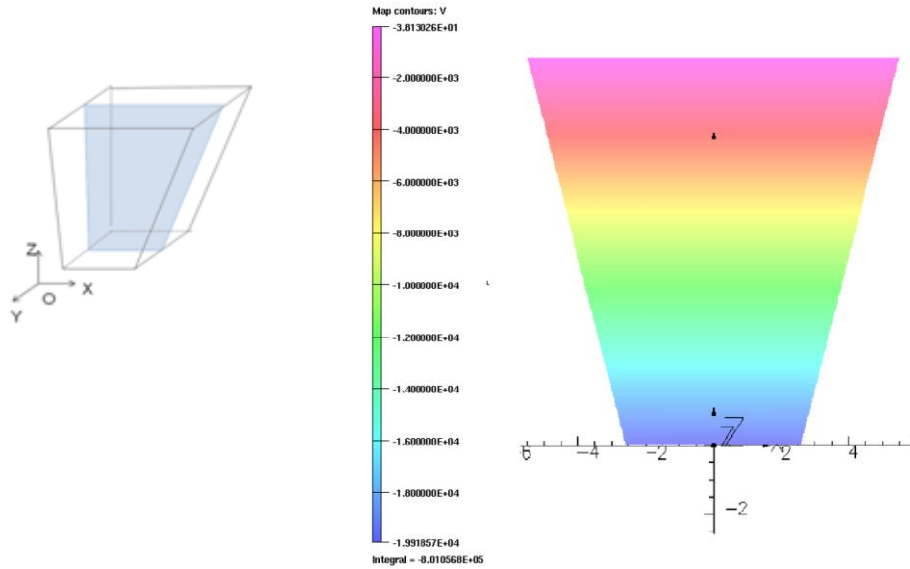 Map contours: V
-3.813026E+01
-2.000000E+03
-4.000000E+03
-6.000000E+03
-8.000000E+03
-1.000000E+04
-1.200000E+04
-1.400000E+04
-1.600000E+04
-1.800000E+04
-1.991857E+04
Integral = -8.010568E+05
Z
O
X
Y
Z
-6 -4 -2 2 4
-2